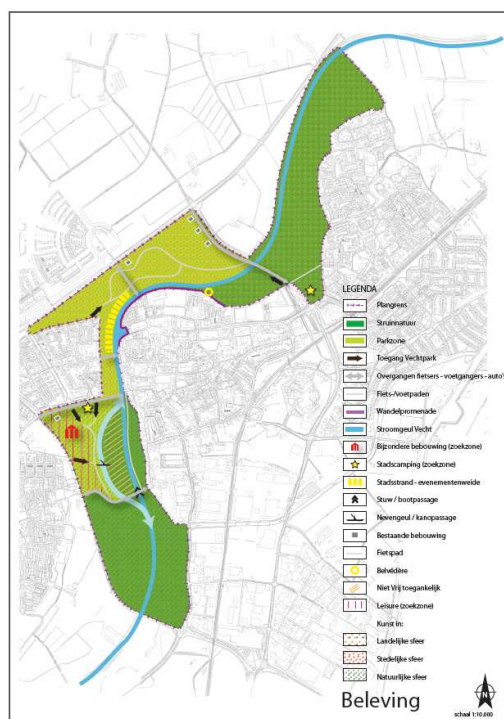 LEGENDA
Plangrens
Struinnatuur
Parkzone
Toegang Vechtpark
Overgangen fietsers - voetgangers - auto's
Fiets-/voetpaden
Wandelpromenade
Stroomgeul Vecht
Bijzondere bebouwing (zoekzone)
Stadscamping (zoekzone)
Stadsstrand - evenementenweide
Stuw / bootpassage
Nevengeul / kanopassage
Bestaande bebouwing
Fietspad
Belvédère
Niet Vrij toegankelijk
Leisure (zoekzone)
Kunst in:
Landelijke sfeer
Stedelijke sfeer
Natuurlijke sfeer
Beleving
N
schaal 1:10.000